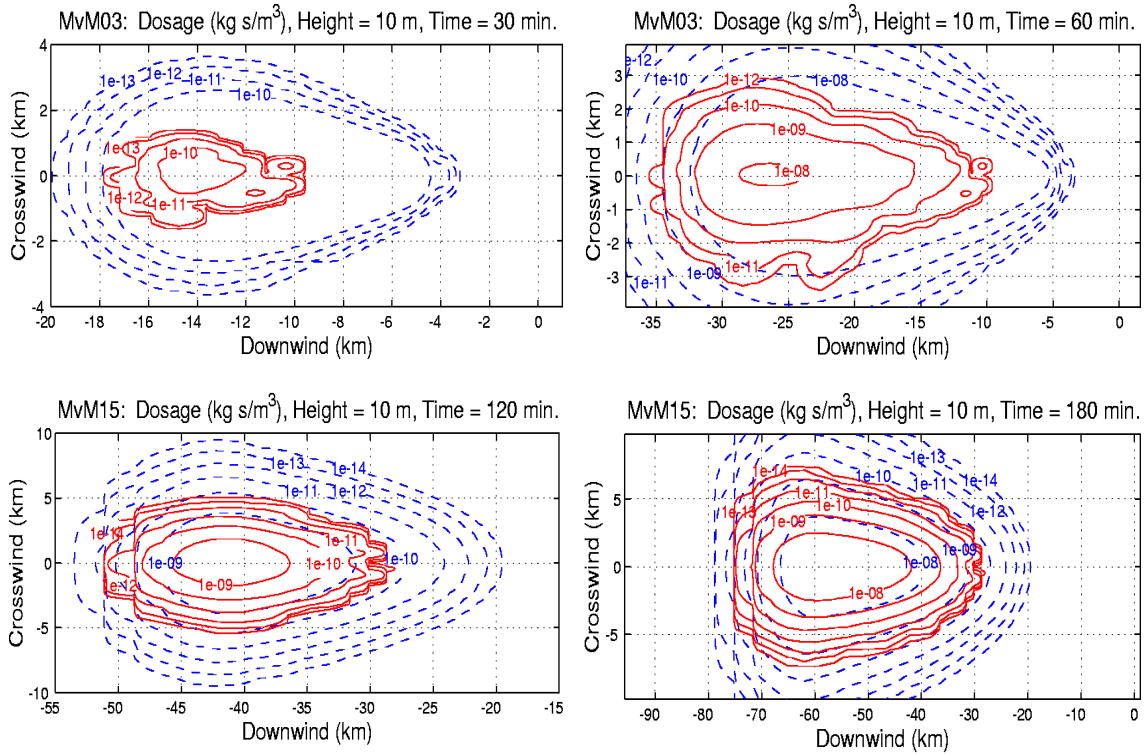 MvM03: Dosage (kg s/m³), Height = 10 m, Time = 30 min.
4
2
0
-2
-4
Crosswind (km)
1e-13
1e-12
1e-11
1e-10
1e-13
1e-10
1e-12
1e-11
-20 -18 -16 -14 -12 -10 -8 -6 -4 -2 0
Downwind (km)
MvM03: Dosage (kg s/m³), Height = 10 m, Time = 60 min.
3
2
1
0
-1
-2
-3
Crosswind (km)
1e-12
1e-10
1e-12
1e-08
1e-10
1e-09
1e-08
1e-11
1e-09
1e-11
-35 -30 -25 -20 -15 -10 -5 0
Downwind (km)
MvM15: Dosage (kg s/m³), Height = 10 m, Time = 120 min.
10
5
0
-5
-10
Crosswind (km)
1e-13
1e-14
1e-11
1e-12
1e-14
1e-11
1e-09
1e-10
1e-10
1e-12
1e-09
-55 -50 -45 -40 -35 -30 -25 -20 -15
Downwind (km)
MvM15: Dosage (kg s/m³), Height = 10 m, Time = 180 min.
5
0
-5
Crosswind (km)
1e-13
1e-14
1e-10
1e-14
1e-11
1e-11
1e-13
1e-10
1e-12
1e-09
1e-09
1e-08
1e-08
-90 -80 -70 -60 -50 -40 -30 -20 -10 0
Downwind (km)